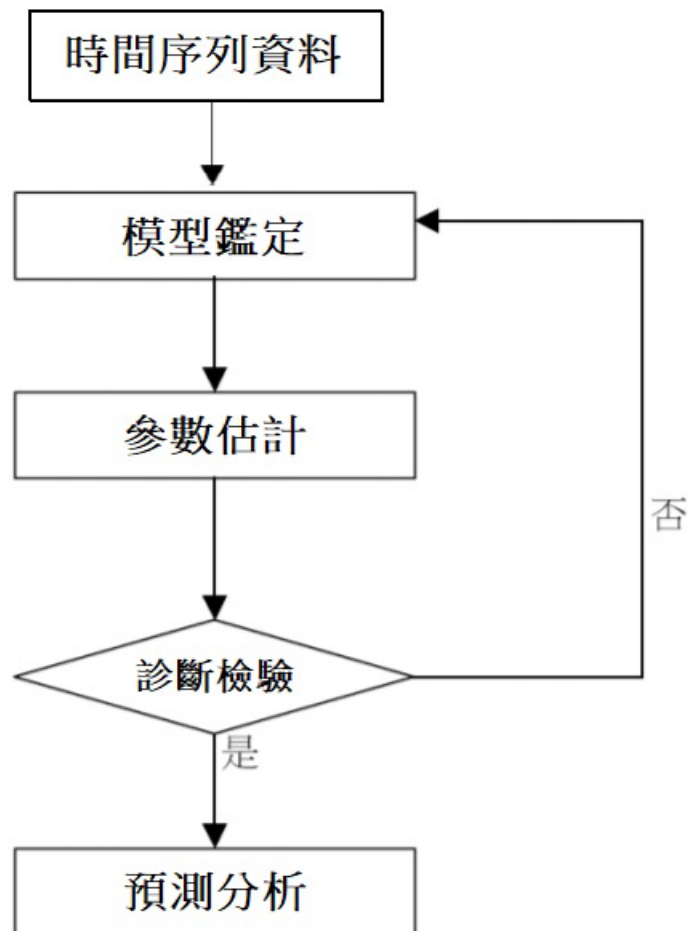 時間序列資料
模型鑑定
參數估計
否
診斷檢驗
是
預測分析